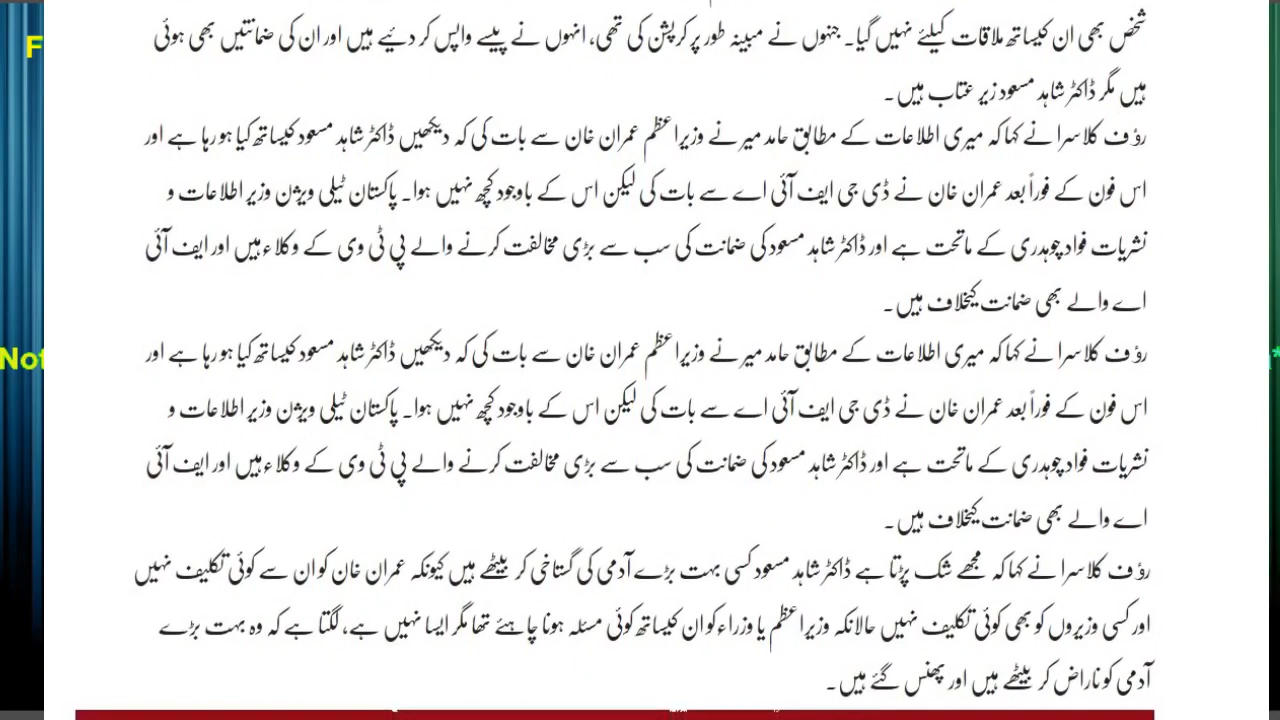 شخص بھی ان کیساتھ ملاقات کیلئے نہیں گیا۔ جنہوں نے مبینہ طور پر کرپشن کی تھی، انہوں نے پیسے واپس کر دئیے ہیں اور ان کی ضمانتیں بھی ہوئی
ہیں مگر ڈاکٹر شاہد مسعود زیر عتاب ہیں۔
رؤف کلاسرا نے کہا کہ میری اطلاعات کے مطابق حامد میر نے وزیراعظم عمران خان سے بات کی کہ دیکھیں ڈاکٹر شاہد مسعود کیساتھ کیا ہو رہا ہے اور
اس فون کے فوراً بعد عمران خان نے ڈی جی ایف آئی اے سے بات کی لیکن اس کے باوجود کچھ نہیں ہوا۔ پاکستان ٹیلی ویژن وزیر اطلاعات و
نشریات فواد چوہدری کے ماتحت ہے اور ڈاکٹر شاہد مسعود کی ضمانت کی سب سے بڑی مخالفت کرنے والے پی ٹی وی کے وکلاء ہیں اور ایف آئی
اے والے بھی ضمانت کیخلاف ہیں۔
رؤف کلاسرا نے کہا کہ میری اطلاعات کے مطابق حامد میر نے وزیراعظم عمران خان سے بات کی کہ دیکھیں ڈاکٹر شاہد مسعود کیساتھ کیا ہو رہا ہے اور
اس فون کے فوراً بعد عمران خان نے ڈی جی ایف آئی اے سے بات کی لیکن اس کے باوجود کچھ نہیں ہوا۔ پاکستان ٹیلی ویژن وزیر اطلاعات و
نشریات فواد چوہدری کے ماتحت ہے اور ڈاکٹر شاہد مسعود کی ضمانت کی سب سے بڑی مخالفت کرنے والے پی ٹی وی کے وکلاء ہیں اور ایف آئی
اے والے بھی ضمانت کیخلاف ہیں۔
رؤف کلاسرا نے کہا کہ مجھے شک پڑتا ہے ڈاکٹر شاہد مسعود کسی بہت بڑے آدمی کی گستاخی کر بیٹھے ہیں کیونکہ عمران خان کو ان سے کوئی تکلیف نہیں
اور کسی وزیروں کو بھی کوئی تکلیف نہیں حالانکہ وزیراعظم یا وزراء کو ان کیساتھ کوئی مسئلہ ہونا چاہئے تھا مگر ایسا نہیں ہے، لگتا ہے کہ وہ بہت بڑے
آدمی کو ناراض کر بیٹھے ہیں اور پھنس گئے ہیں۔